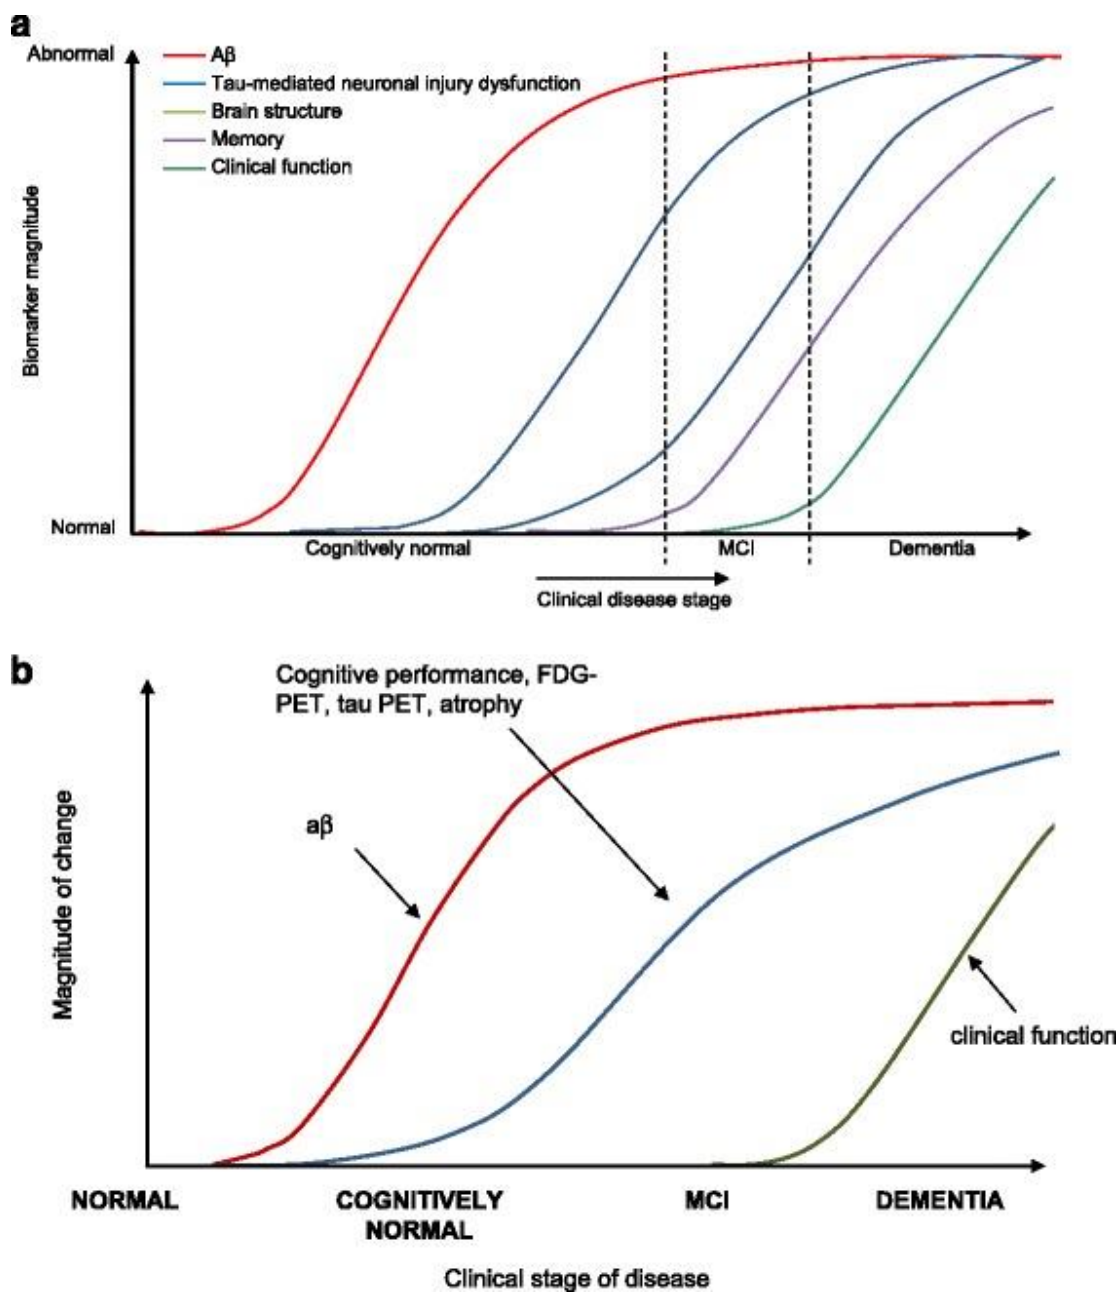 a
Abnormal
Aβ
Tau-mediated neuronal injury dysfunction
Brain structure
Memory
Clinical function
Biomarker magnitude
Normal
Cognitively normal
MCI
Dementia
Clinical disease stage
b
Cognitive performance, FDG-
PET, tau PET, atrophy
aβ
Magnitude of change
clinical function
NORMAL
COGNITIVELY
NORMAL
MCI
DEMENTIA
Clinical stage of disease